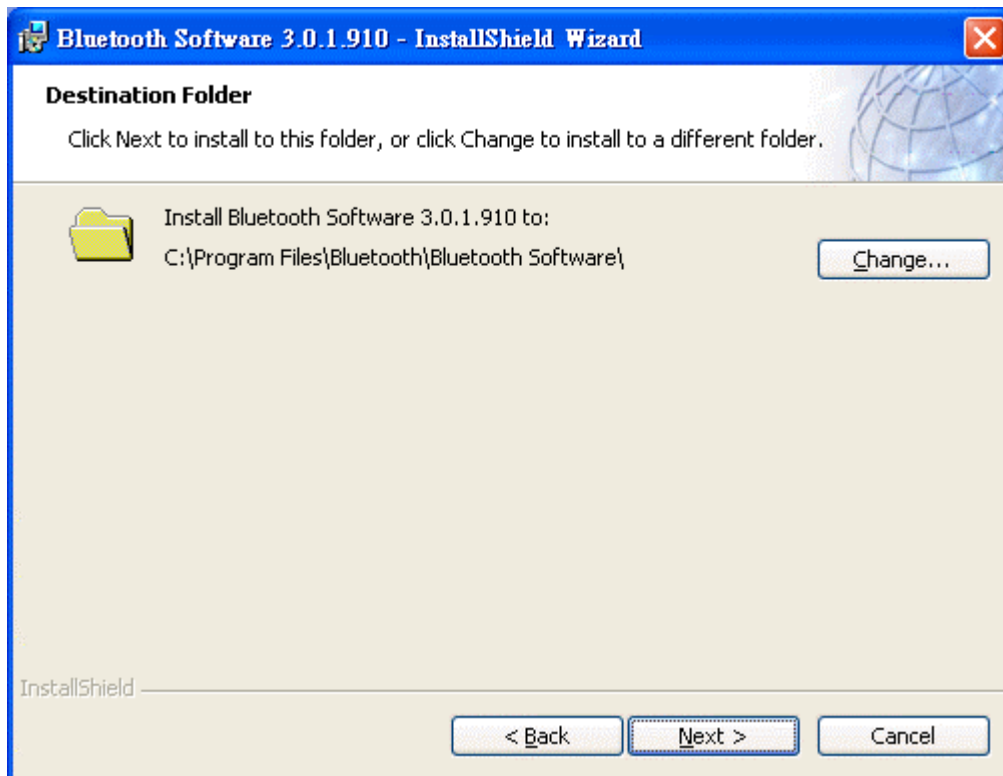 Bluetooth Software 3.0.1.910 - InstallShield Wizard
Destination Folder
Click Next to install to this folder, or click Change to install to a different folder.
Install Bluetooth Software 3.0.1.910 to:
C:\Program Files\Bluetooth\Bluetooth Software\
Change...
InstallShield
< Back
Next >
Cancel